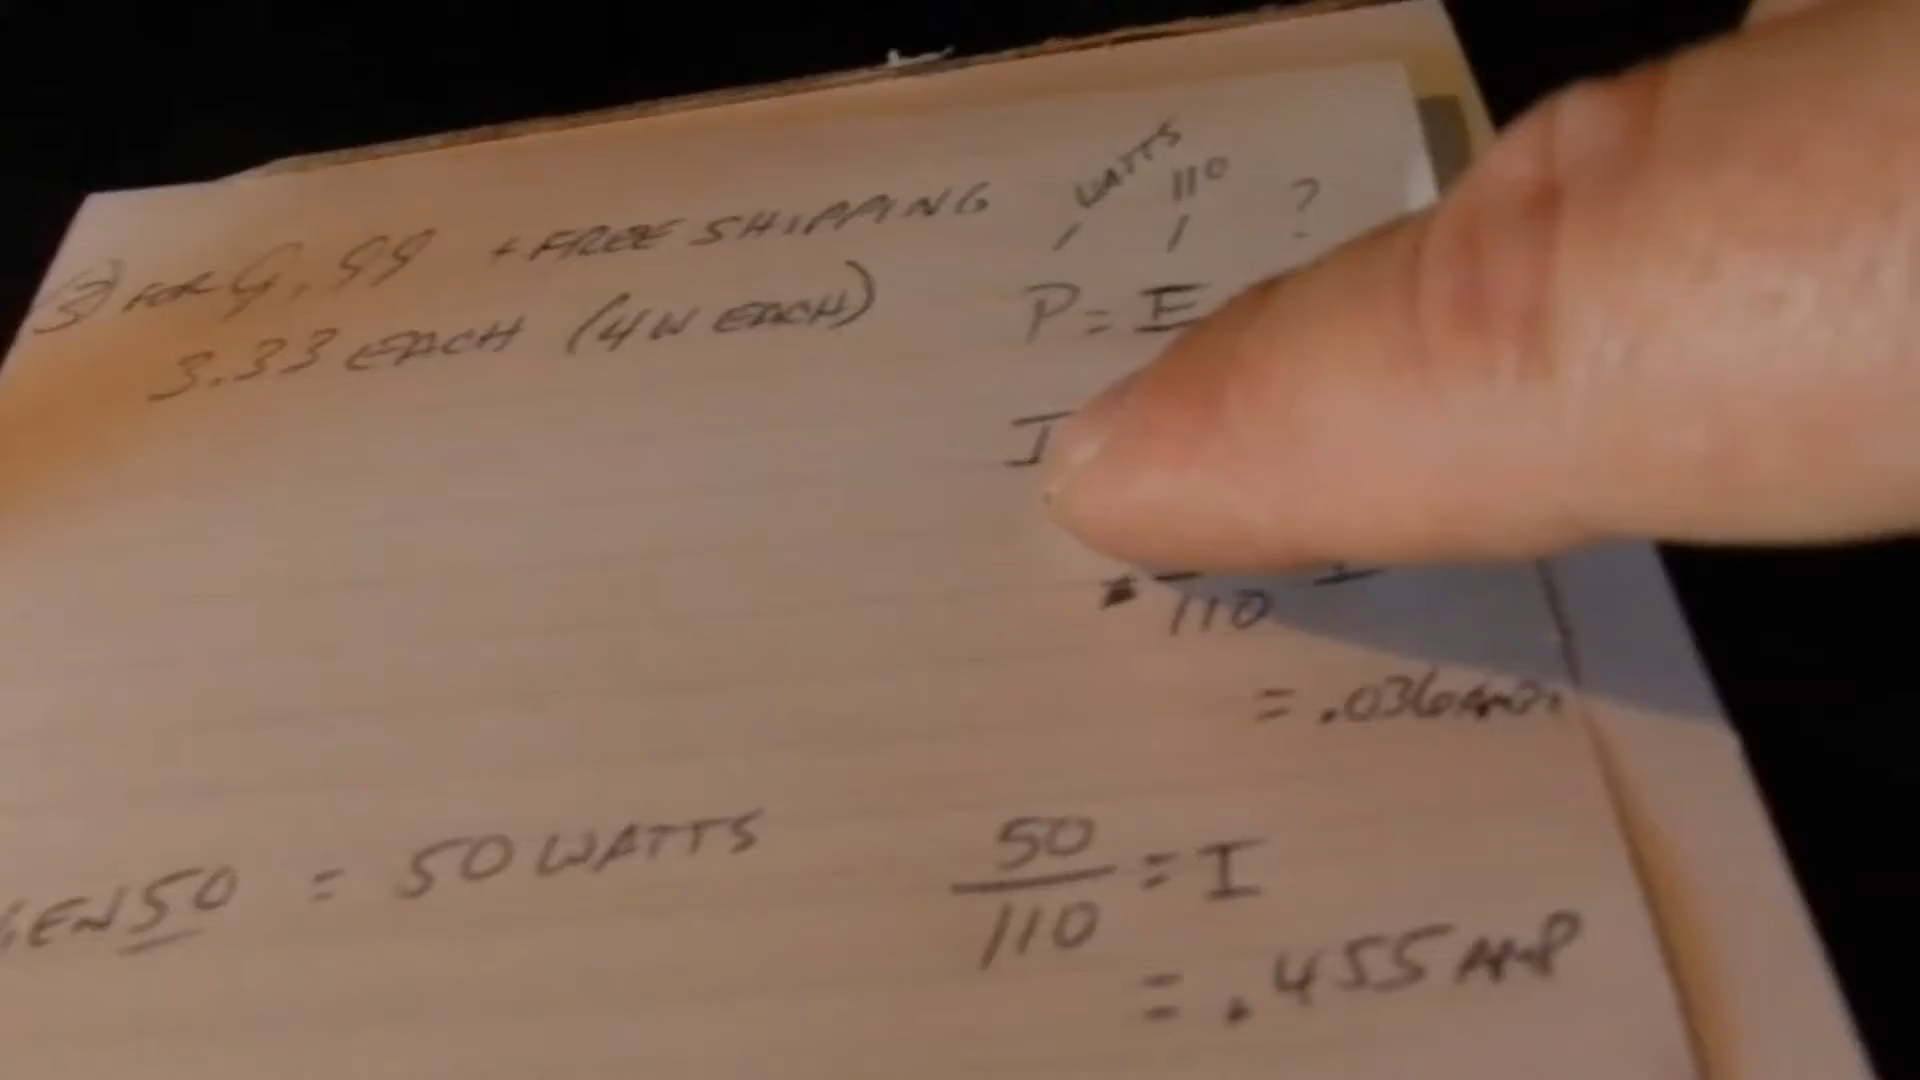 WATTS
110
?
(3) FOR 9.99 + FREE SHIPPING
3.33 EACH (4W EACH)
P = E
I
110
= .036 AMP
EN50 = 50 WATTS
50
110
= I
= .455 AMP